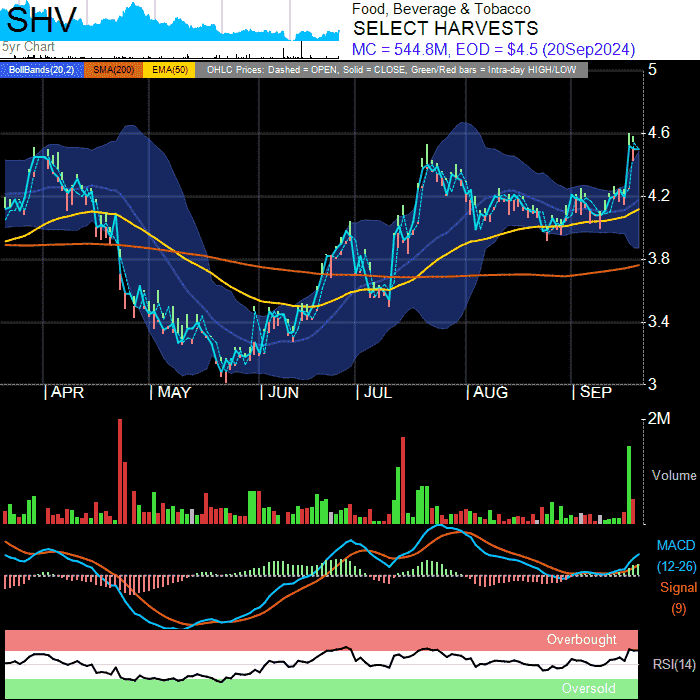 SHV
5yr Chart
Food, Beverage & Tobacco
SELECT HARVESTS
MC = 544.8M, EOD = $4.5 (20Sep2024)
BollBands(20,2) SMA(200) EMA(50) OHLC Prices: Dashed = OPEN, Solid = CLOSE, Green/Red bars = Intra-day HIGH/LOW
5
4.6
4.2
3.8
3.4
3
| APR | MAY | JUN | JUL | AUG | SEP
2M
Volume
MACD
(12-26)
Signal
(9)
Overbought
RSI(14)
Oversold